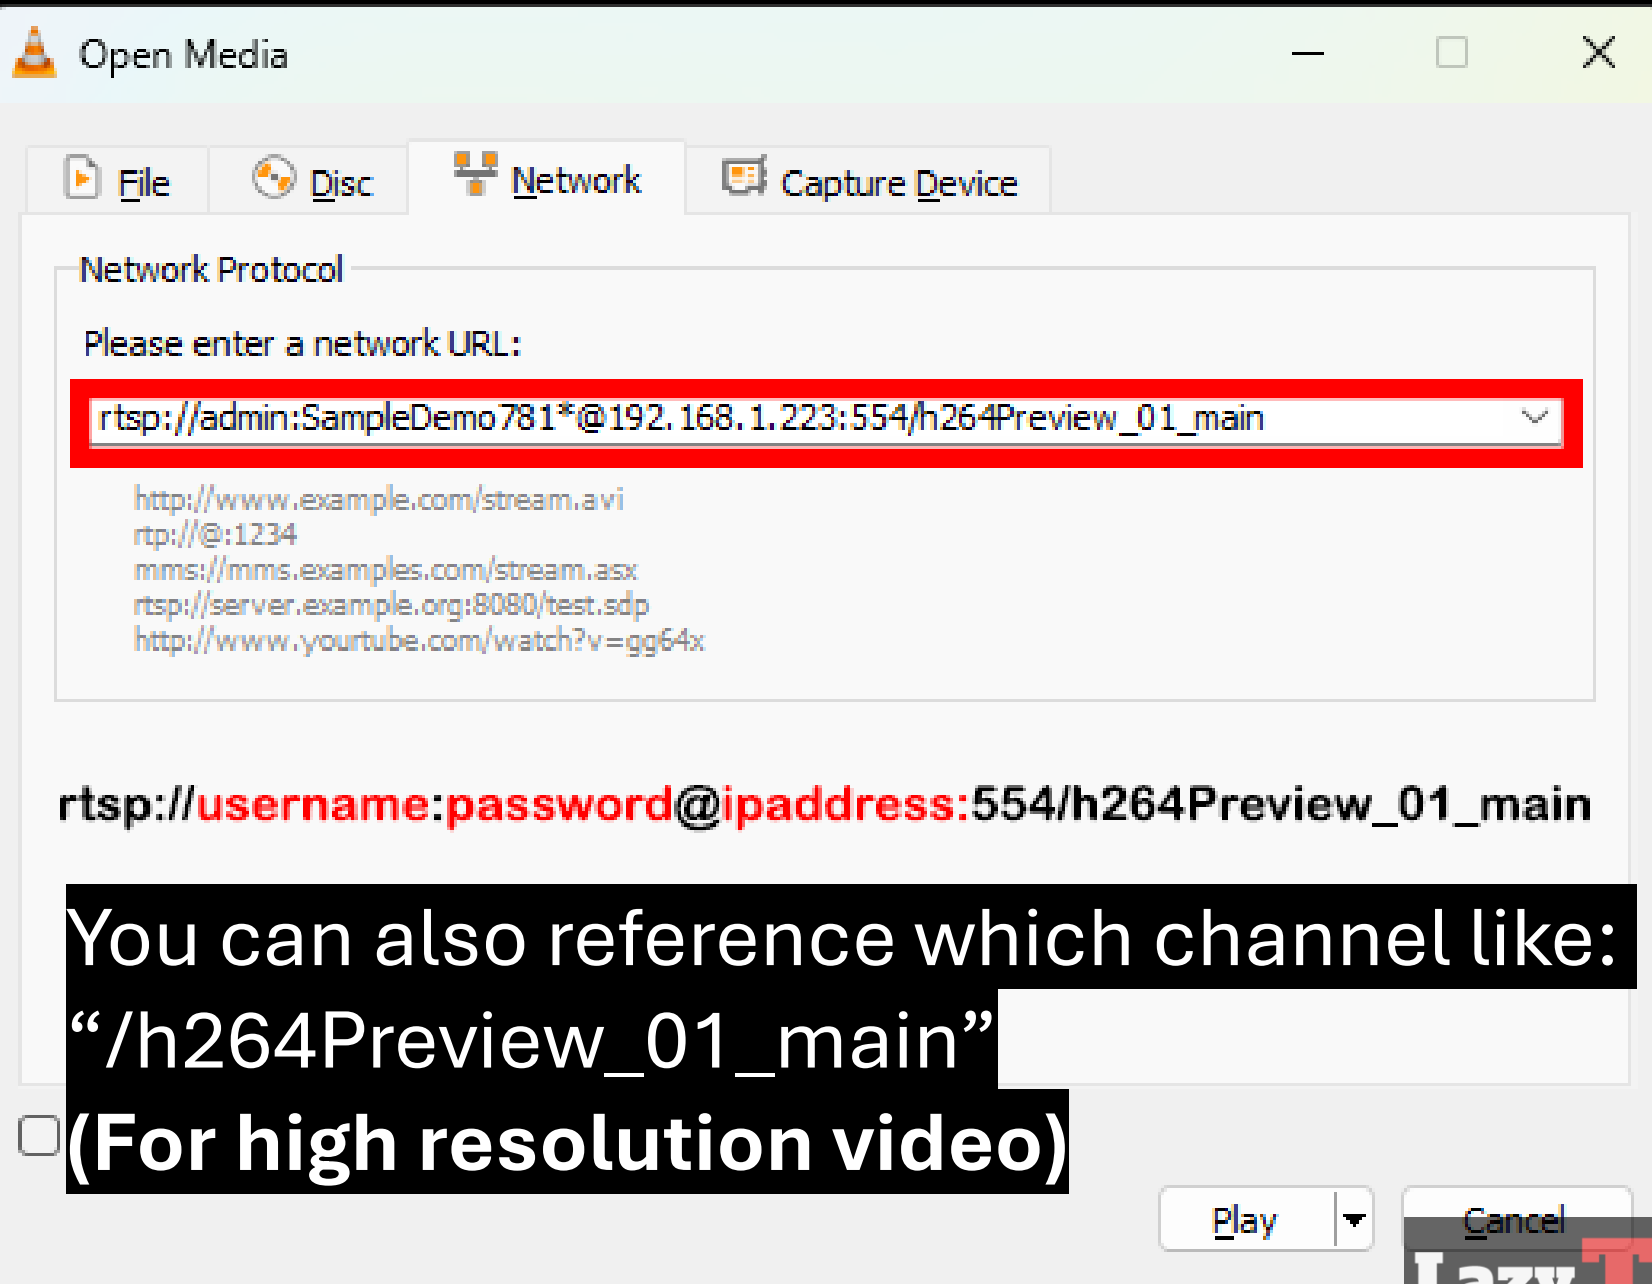 Open Media
File
Disc
Network
Capture Device
Network Protocol
Please enter a network URL:
rtsp://admin:SampleDemo781*@192.168.1.223:554/h264Preview_01_main
http://www.example.com/stream.avi
rtp://@:1234
mms://mms.examples.com/stream.asx
rtsp://server.example.org:8080/test.sdp
http://www.yourtube.com/watch?v=gg64x
rtsp://username:password@ipaddress:554/h264Preview_01_main
You can also reference which channel like:
“/h264Preview_01_main”
(For high resolution video)
Play
Cancel
Lazy T